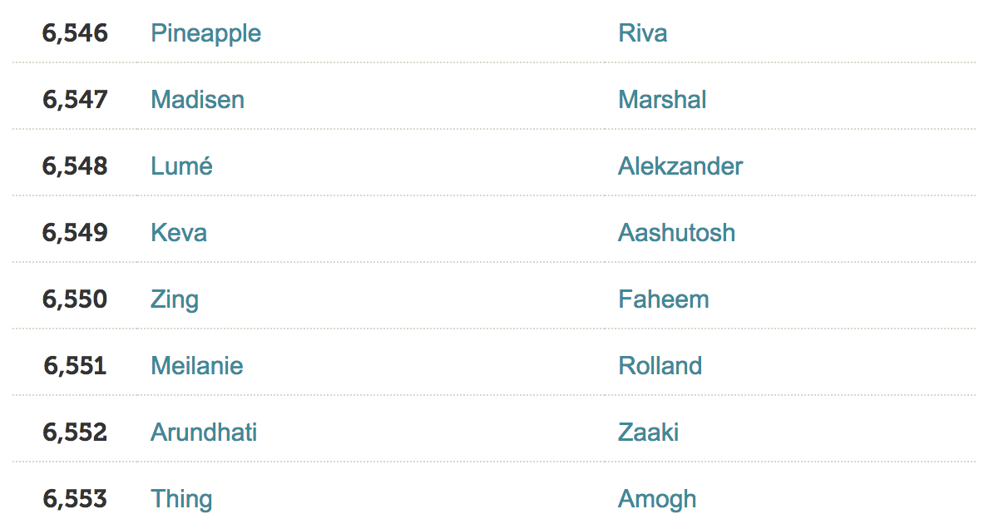 6,546 Pineapple Riva
6,547 Madisen Marshal
6,548 Lumé Alekzander
6,549 Keva Aashutosh
6,550 Zing Faheem
6,551 Meilanie Rolland
6,552 Arundhati Zaaki
6,553 Thing Amogh